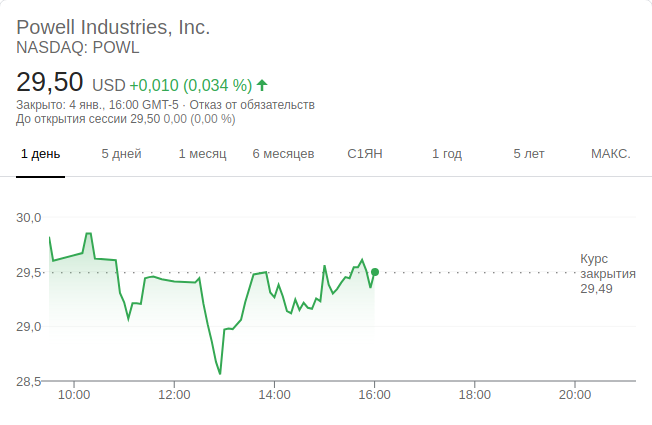 Powell Industries, Inc.
NASDAQ: POWL
29,50 USD +0,010 (0,034 %)
Закрыто: 4 янв., 16:00 GMT-5 · Отказ от обязательств
До открытия сессии 29,50 0,00 (0,00 %)
1 день 5 дней 1 месяц 6 месяцев С1ЯН 1 год 5 лет МАКС.
30,0
29,5
29,0
28,5
Курс
закрытия
29,49
10:00 12:00 14:00 16:00 18:00 20:00